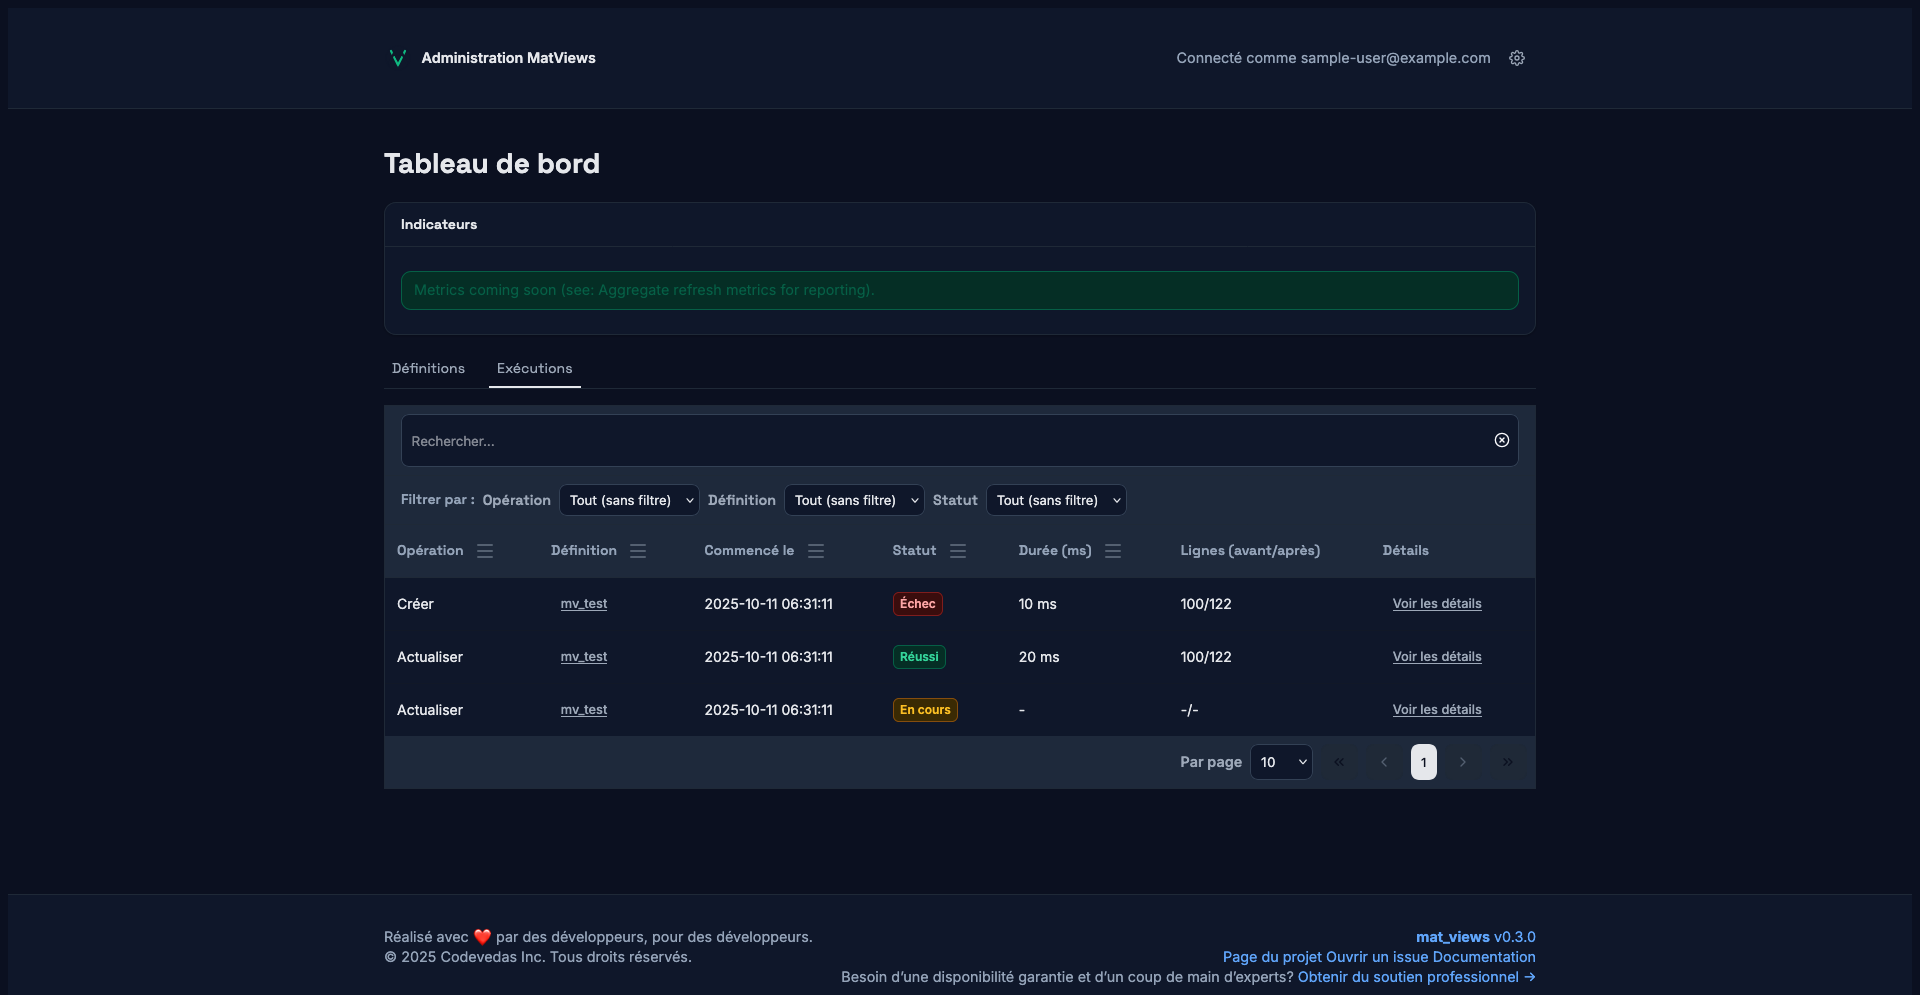 Administration MatViews
Connecté comme sample-user@example.com
Tableau de bord
Indicateurs
Metrics coming soon (see: Aggregate refresh metrics for reporting).
Définitions Exécutions
Rechercher...
Filtrer par : Opération Tout (sans filtre) Définition Tout (sans filtre) Statut Tout (sans filtre)
Opération Définition Commencé le Statut Durée (ms) Lignes (avant/après) Détails
Créer mv_test 2025-10-11 06:31:11 Échec 10 ms 100/122 Voir les détails
Actualiser mv_test 2025-10-11 06:31:11 Réussi 20 ms 100/122 Voir les détails
Actualiser mv_test 2025-10-11 06:31:11 En cours - -/- Voir les détails
Par page 10 « ‹ 1 › »
Réalisé avec ❤️ par des développeurs, pour des développeurs.
© 2025 Codevedas Inc. Tous droits réservés.
mat_views v0.3.0
Page du projet Ouvrir un issue Documentation
Besoin d’une disponibilité garantie et d’un coup de main d’experts? Obtenir du soutien professionnel →